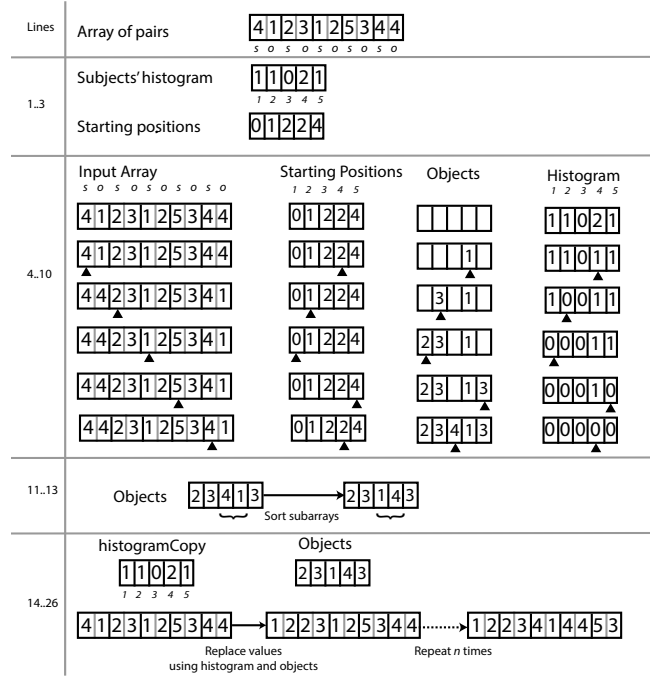 Lines
Array of pairs
4 1 2 3 1 2 5 3 4 4
s o s o s o s o s o
1..3
Subjects' histogram
1 1 0 2 1
1 2 3 4 5
Starting positions
0 1 2 2 4
4..10
Input Array Starting Positions Objects Histogram
s o s o s o s o s o 1 2 3 4 5 1 2 3 4 5
4 1 2 3 1 2 5 3 4 4 0 1 2 2 4 1 1 0 2 1
4 1 2 3 1 2 5 3 4 4 0 1 2 2 4 1 1 1 0 1 1
4 4 2 3 1 2 5 3 4 1 0 1 2 2 4 3 1 1 0 0 1 1
4 4 2 3 1 2 5 3 4 1 0 1 2 2 4 2 3 1 0 0 0 1 1
4 4 2 3 1 2 5 3 4 1 0 1 2 2 4 2 3 1 3 0 0 0 1 0
4 4 2 3 1 2 5 3 4 1 0 1 2 2 4 2 3 4 1 3 0 0 0 0 0
11..13
Objects 2 3 4 1 3 2 3 1 4 3
Sort subarrays
14..26
histogramCopy Objects
1 1 0 2 1 2 3 1 4 3
1 2 3 4 5
4 1 2 3 1 2 5 3 4 4 1 2 2 3 1 2 5 3 4 4 1 2 2 3 4 1 4 4 5 3
Replace values Repeat n times
using histogram and objects